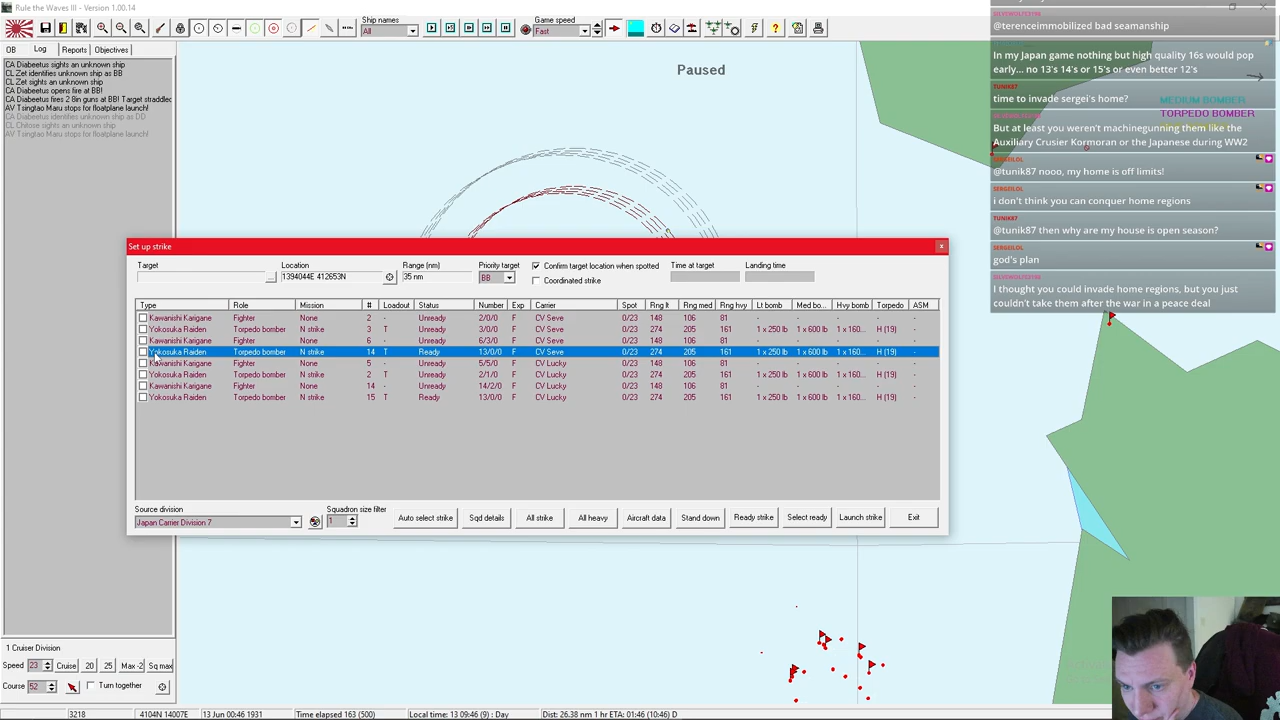 Rule the Waves III - Version 1.00.14
Ship names
All
Game speed
Fast
OB Log Reports Objectives
CA Diabeetus sights an unknown ship
CL Zet identifies unknown ship as BB
CL Zet sights an unknown ship
CA Diabeetus opens fire at BB!
CA Diabeetus fires 2 8in guns at BB! Target straddled
AV Tsingtao Maru stops for floatplane launch!
CA Diabeetus identifies unknown ship as DD
CL Chitose sights an unknown ship
AV Tsingtao Maru stops for floatplane launch!
Paused
@terenceimmobilized bad seamanship
In my Japan game nothing but high quality 16s would pop
early... no 13's 14's or 15's or even better 12's
TUNIK87
time to invade sergei's home?
MEDIUM BOMBER
TORPEDO BOMBER
But at least you weren't machinegunning them like the
Auxiliary Crusier Kormoran or the Japanese during WW2
SERGEILOL
@tunik87 nooo, my home is off limits!
SERGEILOL
i don't think you can conquer home regions
TUNIK87
@tunik87 then why are my house is open season?
SERGEILOL
god's plan
I thought you could invade home regions, but you just
couldn't take them after the war in a peace deal
Set up strike
Target Location Range (nm) Priority target Confirm target location when spotted Time at target Landing time
... 1394044E 412653N 35 nm BB Coordinated strike
Type Role Mission # Loadout Status Number Exp Carrier Spot Rng lt Rng med Rng hvy Lt bomb Med bo... Hvy bomb Torpedo ASM
Kawanishi Karigane Fighter None 2 - Unready 2/0/0 F CV Seve 0/23 148 106 81 - - - - -
Yokosuka Raiden Torpedo bomber N strike 3 T Unready 3/0/0 F CV Seve 0/23 274 205 161 1 x 250 lb 1 x 600 lb 1 x 160... H (19) -
Kawanishi Karigane Fighter None 6 - Unready 6/3/0 F CV Seve 0/23 148 106 81 - - - - -
Yokosuka Raiden Torpedo bomber N strike 14 T Ready 13/0/0 F CV Seve 0/23 274 205 161 1 x 250 lb 1 x 600 lb 1 x 160... H (19) -
Kawanishi Karigane Fighter None 5 - Unready 5/5/0 F CV Lucky 0/23 148 106 81 - - - - -
Yokosuka Raiden Torpedo bomber N strike 2 T Unready 2/1/0 F CV Lucky 0/23 274 205 161 1 x 250 lb 1 x 600 lb 1 x 160... H (19) -
Kawanishi Karigane Fighter None 14 - Unready 14/2/0 F CV Lucky 0/23 148 106 81 - - - - -
Yokosuka Raiden Torpedo bomber N strike 15 T Ready 13/0/0 F CV Lucky 0/23 274 205 161 1 x 250 lb 1 x 600 lb 1 x 160... H (19) -
Source division Squadron size filter
Japan Carrier Division 7 1 Auto select strike Sqd details All strike All heavy Aircraft data Stand down Ready strike Select ready Launch strike Exit
1 Cruiser Division
Speed 23 Cruise 20 25 Max -2 Sq max
Course 52 Turn together
3218 4104N 14007E 13 Jun 00:46 1931 Time elapsed 163 (500) Local time: 13 09:46 (9) : Day Dist: 26.38 nm 1 hr ETA: 01:46 (10:46) D